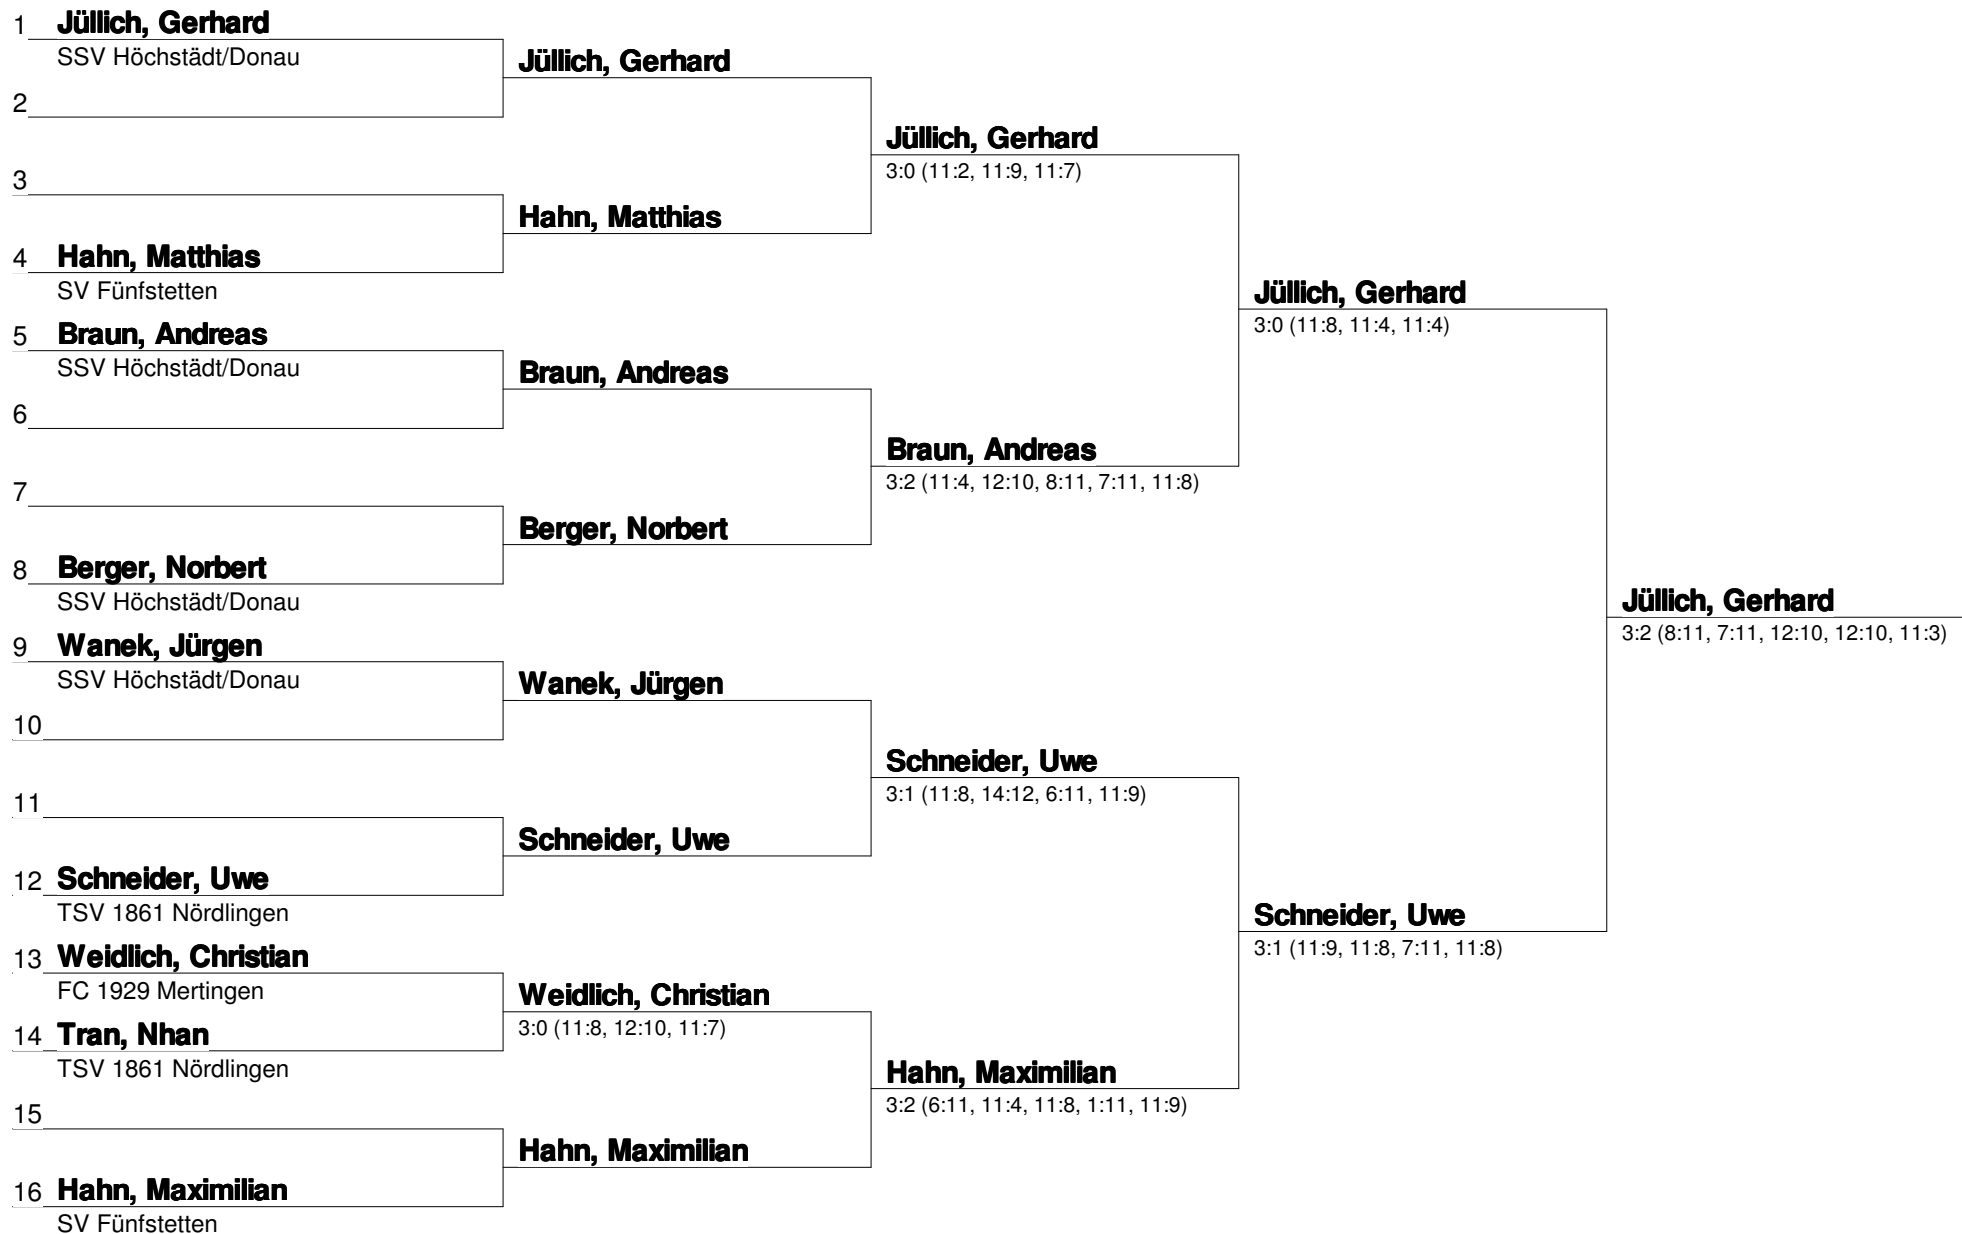 1 Jüllich, Gerhard
SSV Höchstädt/Donau
Jüllich, Gerhard
2
Jüllich, Gerhard
3:0 (11:2, 11:9, 11:7)
3
Hahn, Matthias
4 Hahn, Matthias
SV Fünfstetten
Jüllich, Gerhard
3:0 (11:8, 11:4, 11:4)
5 Braun, Andreas
SSV Höchstädt/Donau
Braun, Andreas
6
Braun, Andreas
3:2 (11:4, 12:10, 8:11, 7:11, 11:8)
7
Berger, Norbert
8 Berger, Norbert
SSV Höchstädt/Donau
Jüllich, Gerhard
3:2 (8:11, 7:11, 12:10, 12:10, 11:3)
9 Wanek, Jürgen
SSV Höchstädt/Donau
Wanek, Jürgen
10
Schneider, Uwe
3:1 (11:8, 14:12, 6:11, 11:9)
11
Schneider, Uwe
12 Schneider, Uwe
TSV 1861 Nördlingen
Schneider, Uwe
3:1 (11:9, 11:8, 7:11, 11:8)
13 Weidlich, Christian
FC 1929 Mertingen
Weidlich, Christian
3:0 (11:8, 12:10, 11:7)
14 Tran, Nhan
TSV 1861 Nördlingen
Hahn, Maximilian
3:2 (6:11, 11:4, 11:8, 1:11, 11:9)
15
Hahn, Maximilian
16 Hahn, Maximilian
SV Fünfstetten